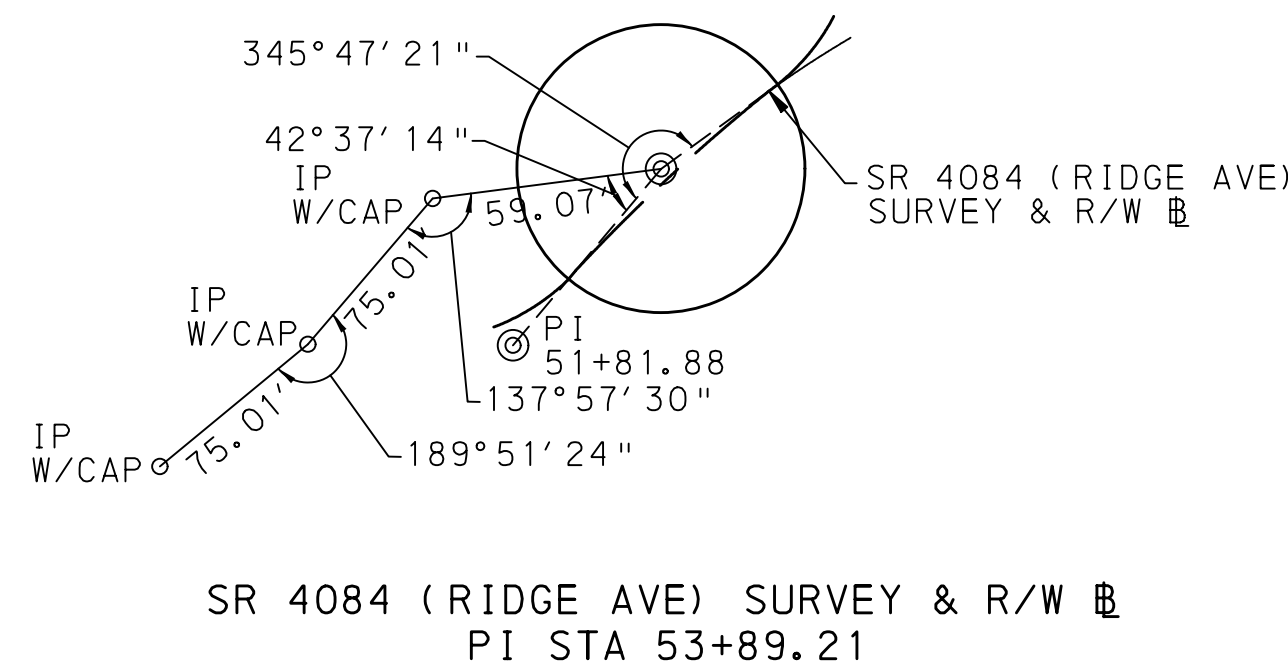 345°47'21"
42°37'14"
IP
W/CAP
59.07'
SR 4084 (RIDGE AVE)
SURVEY & R/W ⅊
75.01'
IP
W/CAP
PI
51+81.88
137°57'30"
189°51'24"
75.01'
IP
W/CAP
SR 4084 (RIDGE AVE) SURVEY & R/W ⅊
PI STA 53+89.21